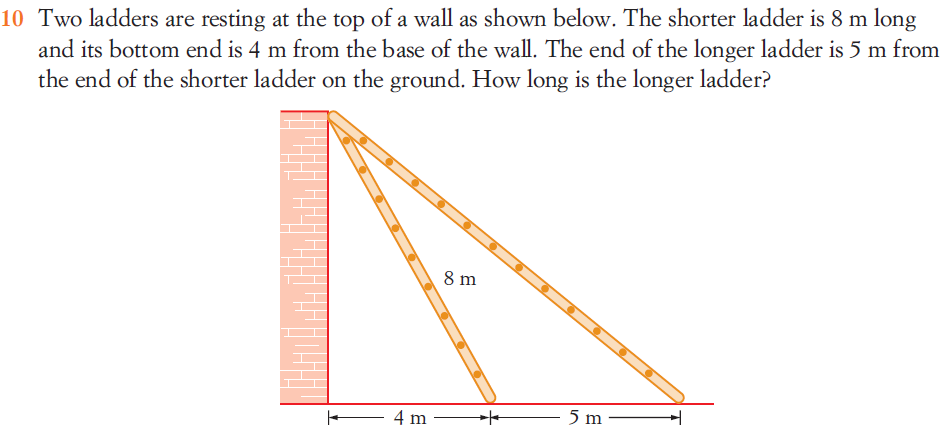 10 Two ladders are resting at the top of a wall as shown below. The shorter ladder is 8 m long
and its bottom end is 4 m from the base of the wall. The end of the longer ladder is 5 m from
the end of the shorter ladder on the ground. How long is the longer ladder?
8 m
4 m 5 m